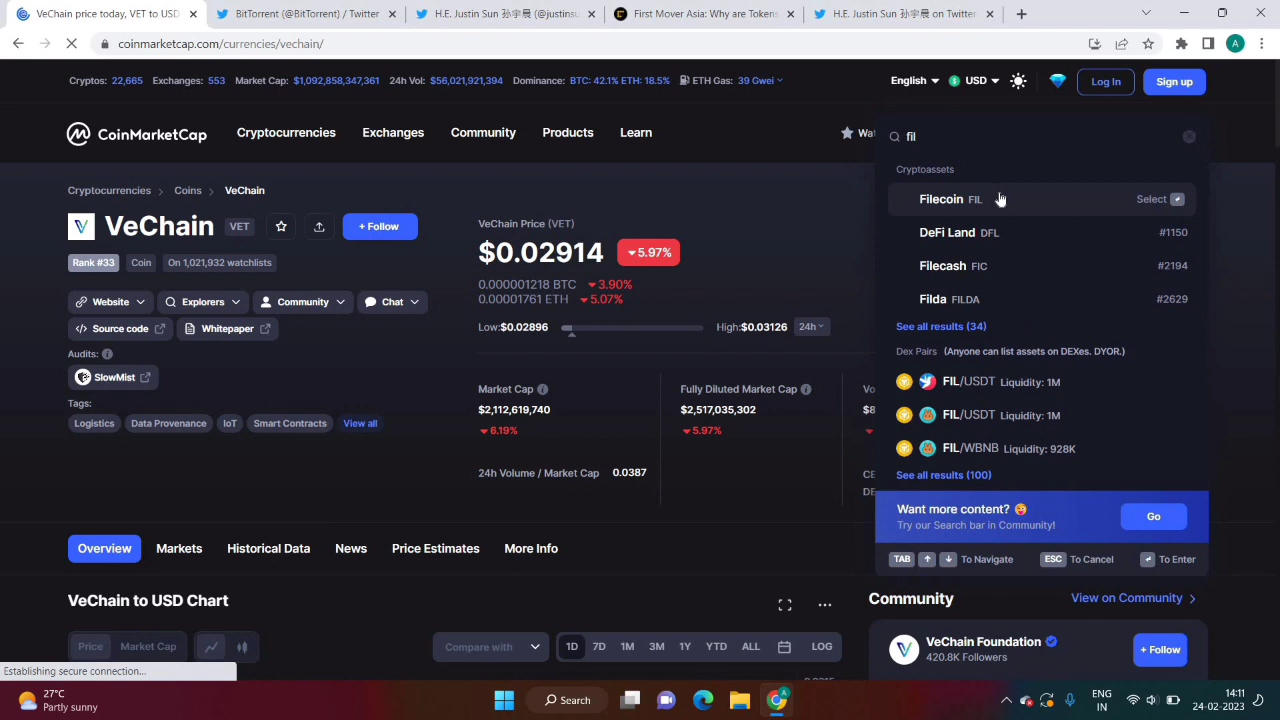 VeChain price today, VET to USD
BitTorrent (@BitTorrent) / Twitter
H.E. Justin Sun 孙宇晨 (@justinsu
First Mover Asia: Why are Tokens
H.E. Justin Sun 孙宇晨 on Twitter
coinmarketcap.com/currencies/vechain/
A
Cryptos: 22,665 Exchanges: 553 Market Cap: $1,092,858,347,361 24h Vol: $56,021,921,394 Dominance: BTC: 42.1% ETH: 18.5% ETH Gas: 39 Gwei
English USD Log In Sign up
CoinMarketCap Cryptocurrencies Exchanges Community Products Learn Wat
fil
Cryptoassets
Filecoin FIL Select
DeFi Land DFL #1150
Filecash FIC #2194
Filda FILDA #2629
See all results (34)
Dex Pairs (Anyone can list assets on DEXes. DYOR.)
FIL/USDT Liquidity: 1M
FIL/USDT Liquidity: 1M
FIL/WBNB Liquidity: 928K
See all results (100)
Want more content? 😜
Try our Search bar in Community!
Go
TAB To Navigate ESC To Cancel To Enter
Cryptocurrencies Coins VeChain
VeChain VET + Follow
Rank #33 Coin On 1,021,932 watchlists
Website Explorers Community Chat
Source code Whitepaper
Audits:
SlowMist
Tags:
Logistics Data Provenance IoT Smart Contracts View all
VeChain Price (VET)
$0.02914 5.97%
0.000001218 BTC 3.90%
0.00001761 ETH 5.07%
Low:$0.02896 High:$0.03126 24h
Market Cap
$2,112,619,740
6.19%
Fully Diluted Market Cap
$2,517,035,302
5.97%
Vo
$8
24h Volume / Market Cap 0.0387
CE
DE
Overview Markets Historical Data News Price Estimates More Info
VeChain to USD Chart
Price Market Cap Compare with 1D 7D 1M 3M 1Y YTD ALL LOG
Community View on Community
VeChain Foundation
420.8K Followers
+ Follow
Establishing secure connection...
27°C
Partly sunny
Search
A
ENG
IN
14:11
24-02-2023